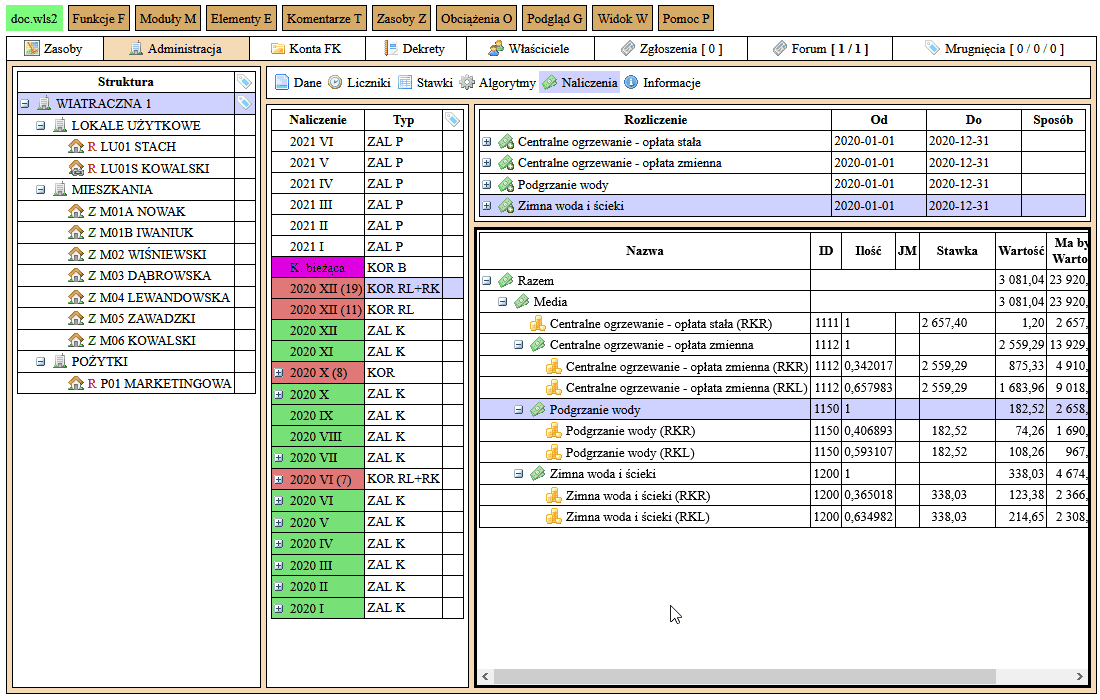 doc.wls2 Funkcje F Moduły M Elementy E Komentarze T Zasoby Z Obciążenia O Podgląd G Widok W Pomoc P
Zasoby Administracja Konta FK Dekrety Właściciele Zgłoszenia [ 0 ] Forum [ 1 / 1 ] Mrugnięcia [ 0 / 0 / 0 ]
Struktura
WIATRACZNA 1
LOKALE UŻYTKOWE
R LU01 STACH
R LU01S KOWALSKI
MIESZKANIA
Z M01A NOWAK
Z M01B IWANIUK
Z M02 WIŚNIEWSKI
Z M03 DĄBROWSKA
Z M04 LEWANDOWSKA
Z M05 ZAWADZKI
Z M06 KOWALSKI
POŻYTKI
R P01 MARKETINGOWA
Dane Liczniki Stawki Algorytmy Naliczenia Informacje
Naliczenie Typ
2021 VI ZAL P
2021 V ZAL P
2021 IV ZAL P
2021 III ZAL P
2021 II ZAL P
2021 I ZAL P
K. bieżąca KOR B
2020 XII (19) KOR RL+RK
2020 XII (11) KOR RL
2020 XII ZAL K
2020 XI ZAL K
2020 X (8) KOR
2020 X ZAL K
2020 IX ZAL K
2020 VIII ZAL K
2020 VII ZAL K
2020 VI (7) KOR RL+RK
2020 VI ZAL K
2020 V ZAL K
2020 IV ZAL K
2020 III ZAL K
2020 II ZAL K
2020 I ZAL K
Rozliczenie Od Do Sposób
Centralne ogrzewanie - opłata stała 2020-01-01 2020-12-31
Centralne ogrzewanie - opłata zmienna 2020-01-01 2020-12-31
Podgrzanie wody 2020-01-01 2020-12-31
Zimna woda i ścieki 2020-01-01 2020-12-31
Nazwa ID Ilość JM Stawka Wartość Ma by
Warto
Razem 3 081,04 23 920,
Media 3 081,04 23 920,
Centralne ogrzewanie - opłata stała (RKR) 1111 1 2 657,40 1,20 2 657,
Centralne ogrzewanie - opłata zmienna 1112 1 2 559,29 13 929,
Centralne ogrzewanie - opłata zmienna (RKR) 1112 0,342017 2 559,29 875,33 4 910,
Centralne ogrzewanie - opłata zmienna (RKL) 1112 0,657983 2 559,29 1 683,96 9 018,
Podgrzanie wody 1150 1 182,52 2 658,
Podgrzanie wody (RKR) 1150 0,406893 182,52 74,26 1 690,
Podgrzanie wody (RKL) 1150 0,593107 182,52 108,26 967,
Zimna woda i ścieki 1200 1 338,03 4 674,
Zimna woda i ścieki (RKR) 1200 0,365018 338,03 123,38 2 366,
Zimna woda i ścieki (RKL) 1200 0,634982 338,03 214,65 2 308,